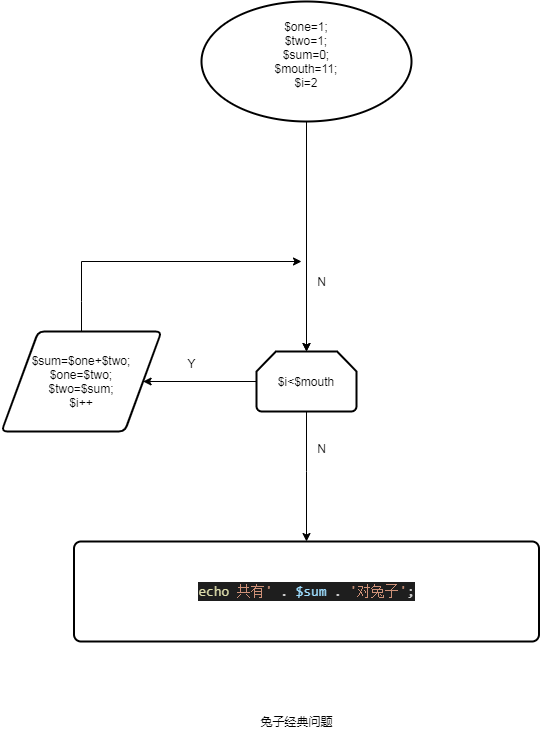 $one=1;
$two=1;
$sum=0;
$mouth=11;
$i=2
N
Y
$i<$mouth
$sum=$one+$two;
$one=$two;
$two=$sum;
$i++
N
echo 共有' . $sum . '对兔子';
兔子经典问题